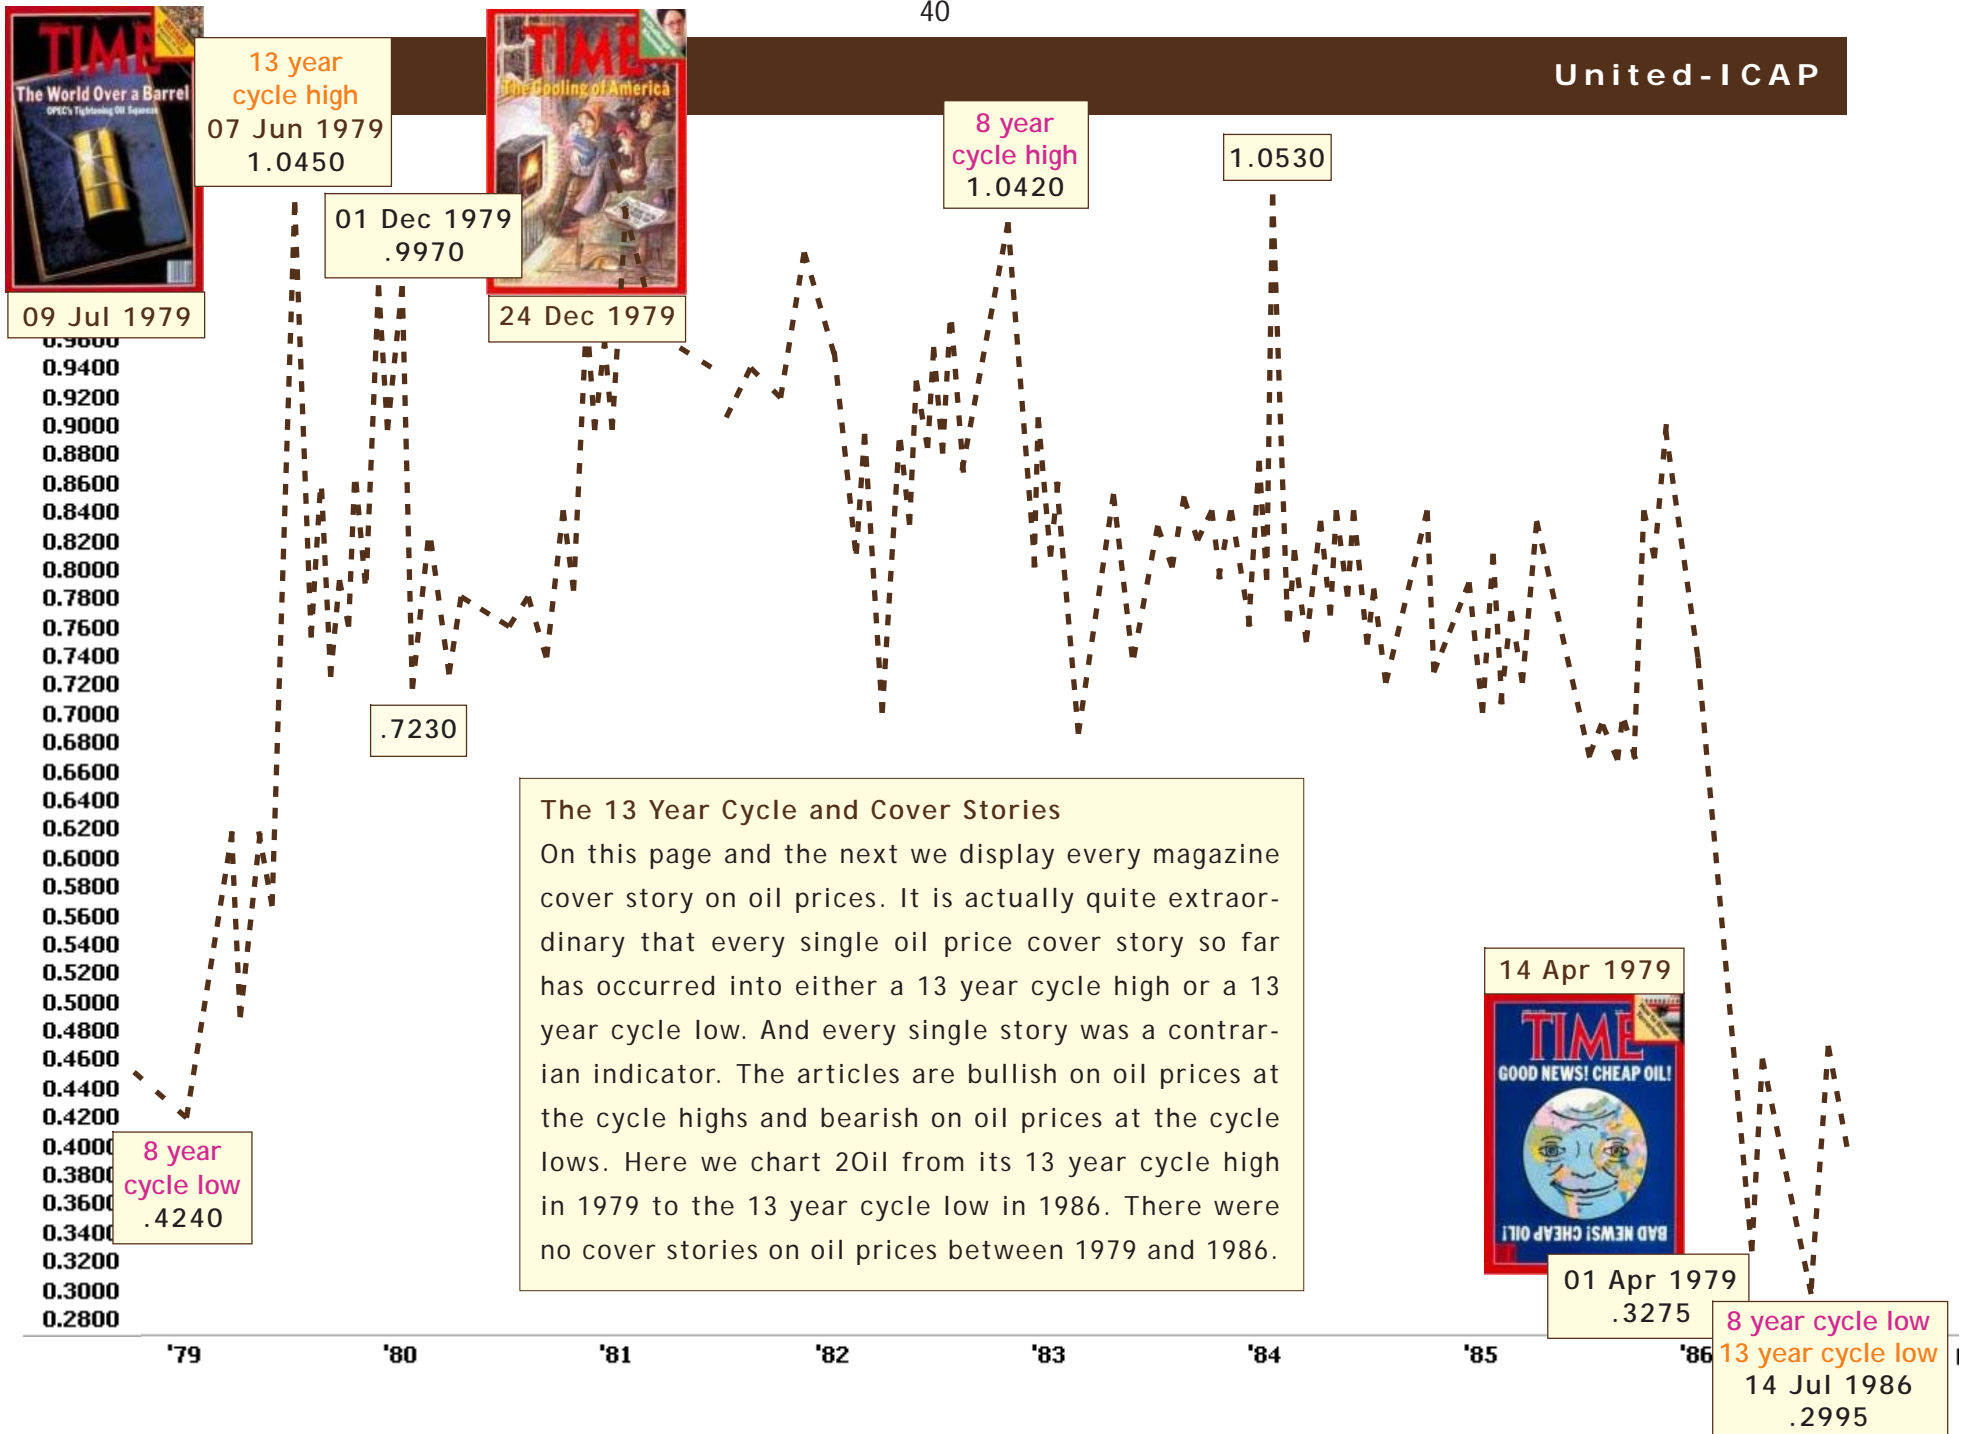 40
United-ICAP
TIME
The World Over a Barrel
OPEC's Tightening Oil Squeeze
09 Jul 1979
13 year
cycle high
07 Jun 1979
1.0450
01 Dec 1979
.9970
TIME
The Cooling of America
24 Dec 1979
8 year
cycle high
1.0420
1.0530
0.9600
0.9400
0.9200
0.9000
0.8800
0.8600
0.8400
0.8200
0.8000
0.7800
0.7600
0.7400
0.7200
0.7000
0.6800
0.6600
0.6400
0.6200
0.6000
0.5800
0.5600
0.5400
0.5200
0.5000
0.4800
0.4600
0.4400
0.4200
0.4000
0.3800
0.3600
0.3400
0.3200
0.3000
0.2800
.7230
8 year
cycle low
.4240
The 13 Year Cycle and Cover Stories
On this page and the next we display every magazine
cover story on oil prices. It is actually quite extraor-
dinary that every single oil price cover story so far
has occurred into either a 13 year cycle high or a 13
year cycle low. And every single story was a contrar-
ian indicator. The articles are bullish on oil prices at
the cycle highs and bearish on oil prices at the cycle
lows. Here we chart 2Oil from its 13 year cycle high
in 1979 to the 13 year cycle low in 1986. There were
no cover stories on oil prices between 1979 and 1986.
14 Apr 1979
TIME
GOOD NEWS! CHEAP OIL!
BAD NEWS! CHEAP OIL!
01 Apr 1979
.3275
8 year cycle low
13 year cycle low
14 Jul 1986
.2995
'79
'80
'81
'82
'83
'84
'85
'86